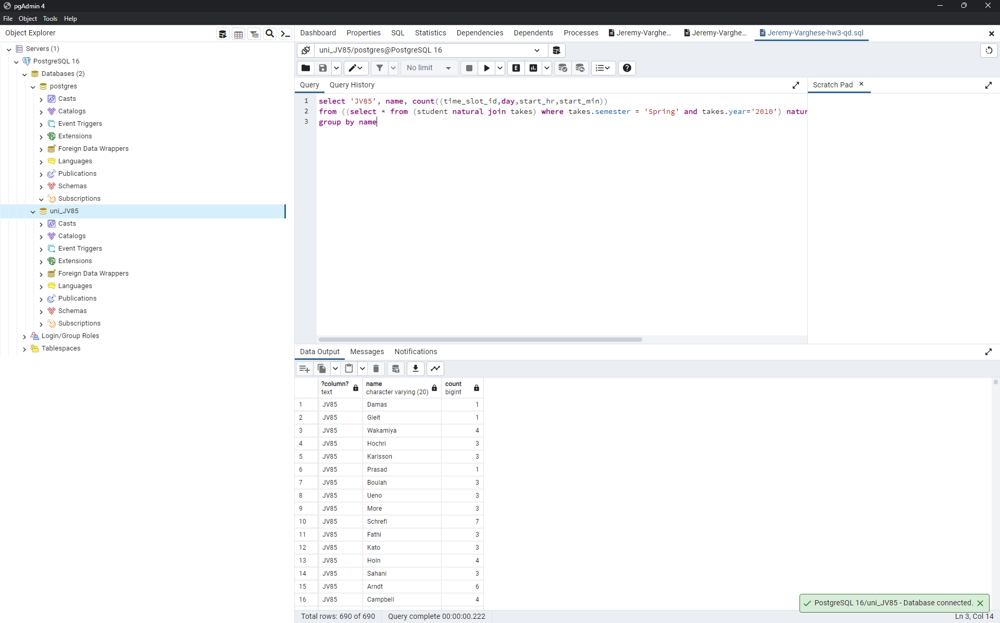 pgAdmin 4
File Object Tools Help
Object Explorer
Dashboard Properties SQL Statistics Dependencies Dependents Processes Jeremy-Varghe... Jeremy-Varghe... Jeremy-Varghese-hw3-qd.sql
Servers (1)
PostgreSQL 16
Databases (2)
postgres
Casts
Catalogs
Event Triggers
Extensions
Foreign Data Wrappers
Languages
Publications
Schemas
Subscriptions
uni_JV85
Casts
Catalogs
Event Triggers
Extensions
Foreign Data Wrappers
Languages
Publications
Schemas
Subscriptions
Login/Group Roles
Tablespaces
uni_JV85/postgres@PostgreSQL 16
No limit
E
Query Query History
Scratch Pad
1 select 'JV85', name, count((time_slot_id,day,start_hr,start_min))
2 from ((select * from (student natural join takes) where takes.semester = 'Spring' and takes.year='2010') natur
3 group by name
Data Output Messages Notifications
?column? name count
text character varying (20) bigint
1 JV85 Damas 1
2 JV85 Gleit 1
3 JV85 Wakamiya 4
4 JV85 Hochri 3
5 JV85 Karlsson 3
6 JV85 Prasad 1
7 JV85 Boulah 3
8 JV85 Ueno 3
9 JV85 More 3
10 JV85 Schrefl 7
11 JV85 Fathi 3
12 JV85 Kato 3
13 JV85 Holn 4
14 JV85 Sahani 3
15 JV85 Arndt 6
16 JV85 Campbell 4
PostgreSQL 16/uni_JV85 - Database connected.
Total rows: 690 of 690 Query complete 00:00:00.222 Ln 3, Col 14